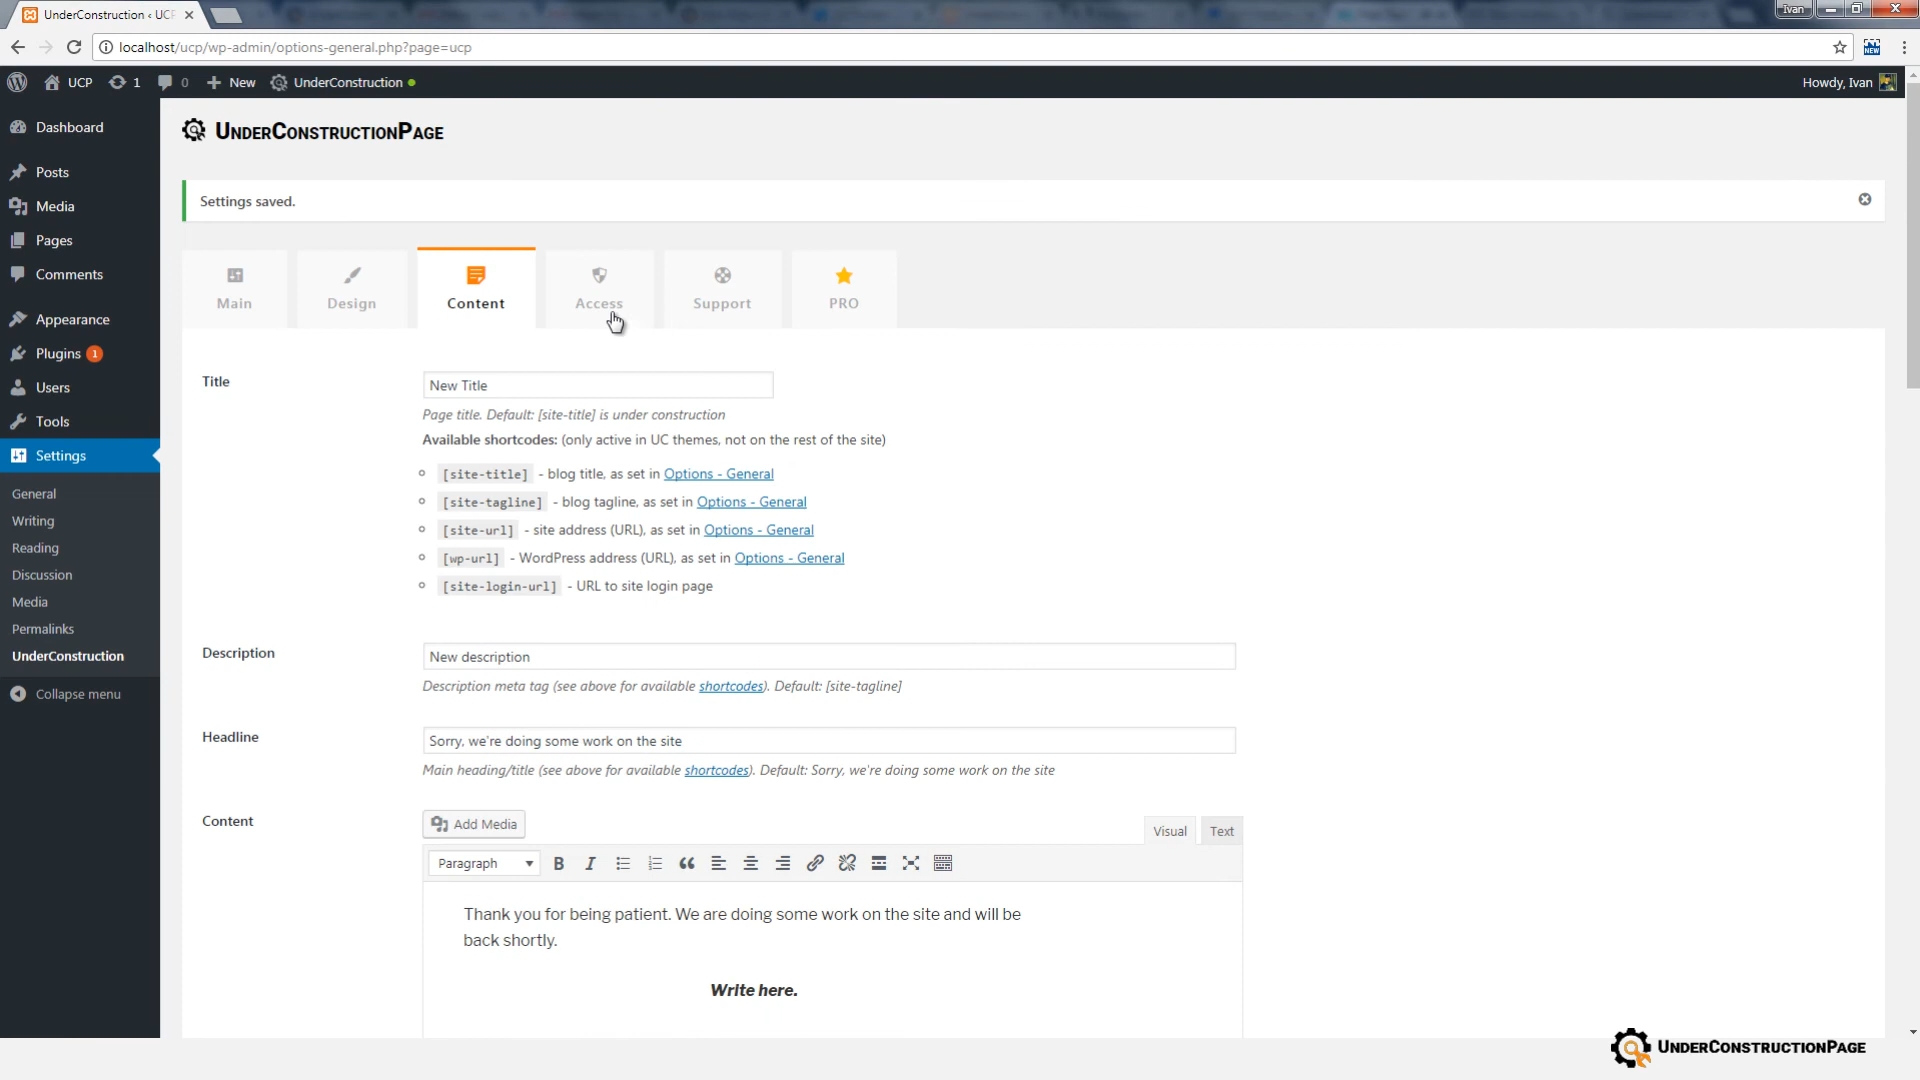 UnderConstruction ‹ UCP
Ivan
localhost/ucp/wp-admin/options-general.php?page=ucp
NEW
UCP
1
0
New
UnderConstruction
Howdy, Ivan
Dashboard
Posts
Media
Pages
Comments
Appearance
Plugins 1
Users
Tools
Settings
General
Writing
Reading
Discussion
Media
Permalinks
UnderConstruction
Collapse menu
UnderConstructionPage
Settings saved.
Main
Design
Content
Access
Support
PRO
Title
New Title
Page title. Default: [site-title] is under construction
Available shortcodes: (only active in UC themes, not on the rest of the site)
[site-title] - blog title, as set in Options - General
[site-tagline] - blog tagline, as set in Options - General
[site-url] - site address (URL), as set in Options - General
[wp-url] - WordPress address (URL), as set in Options - General
[site-login-url] - URL to site login page
Description
New description
Description meta tag (see above for available shortcodes). Default: [site-tagline]
Headline
Sorry, we're doing some work on the site
Main heading/title (see above for available shortcodes). Default: Sorry, we're doing some work on the site
Content
Add Media
Visual
Text
Paragraph
B I
Thank you for being patient. We are doing some work on the site and will be
back shortly.
Write here.
UnderConstructionPage